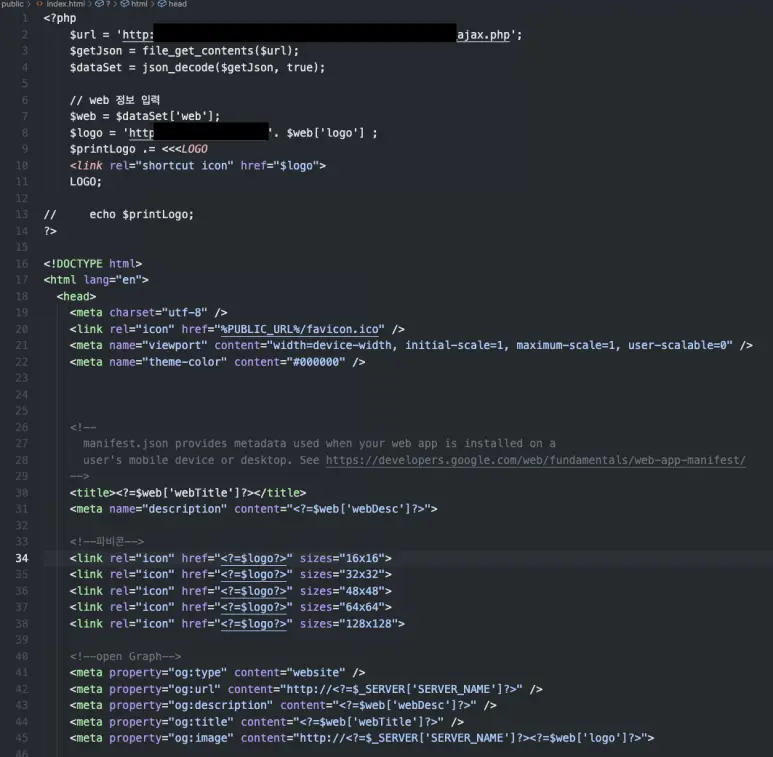 public > index.html > ? > html > head
1 <?php
2 $url = 'http: ajax.php';
3 $getJson = file_get_contents($url);
4 $dataSet = json_decode($getJson, true);
5
6 // web 정보 입력
7 $web = $dataSet['web'];
8 $logo = 'http '. $web['logo'] ;
9 $printLogo .= <<<LOGO
10 <link rel="shortcut icon" href="$logo">
11 LOGO;
12
13 // echo $printLogo;
14 ?>
15
16 <!DOCTYPE html>
17 <html lang="en">
18 <head>
19 <meta charset="utf-8" />
20 <link rel="icon" href="%PUBLIC_URL%/favicon.ico" />
21 <meta name="viewport" content="width=device-width, initial-scale=1, maximum-scale=1, user-scalable=0" />
22 <meta name="theme-color" content="#000000" />
23
24
25
26 <!--
27 manifest.json provides metadata used when your web app is installed on a
28 user's mobile device or desktop. See https://developers.google.com/web/fundamentals/web-app-manifest/
29 -->
30 <title><?=$web['webTitle']?></title>
31 <meta name="description" content="<?=$web['webDesc']?>">
32
33 <!--파비콘-->
34 <link rel="icon" href="<?=$logo?>" sizes="16x16">
35 <link rel="icon" href="<?=$logo?>" sizes="32x32">
36 <link rel="icon" href="<?=$logo?>" sizes="48x48">
37 <link rel="icon" href="<?=$logo?>" sizes="64x64">
38 <link rel="icon" href="<?=$logo?>" sizes="128x128">
39
40 <!--open Graph-->
41 <meta property="og:type" content="website" />
42 <meta property="og:url" content="http://<?=$_SERVER['SERVER_NAME']?>" />
43 <meta property="og:description" content="<?=$web['webDesc']?>" />
44 <meta property="og:title" content="<?=$web['webTitle']?>" />
45 <meta property="og:image" content="http://<?=$_SERVER['SERVER_NAME']?><?=$web['logo']?>">
46